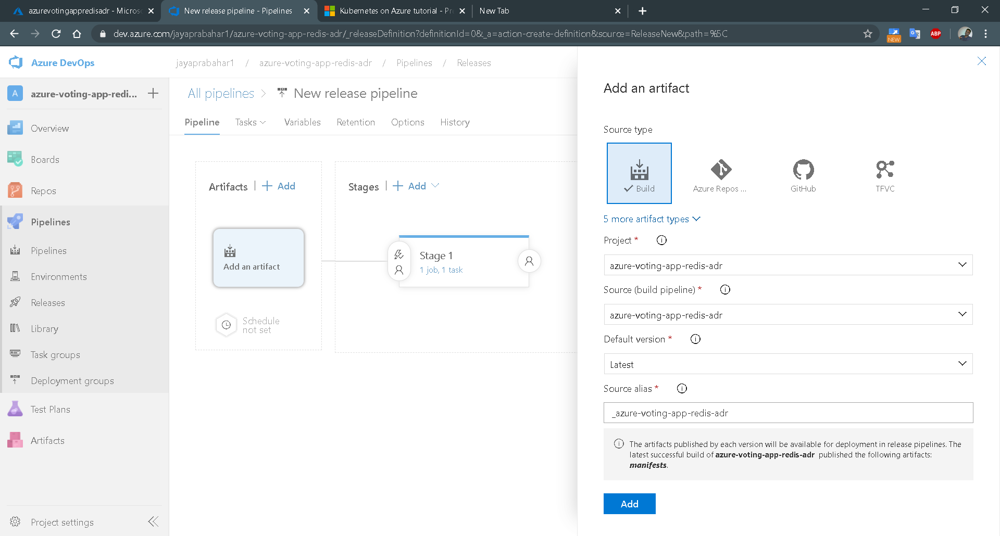 azurevotingappredisadr - Micros
New release pipeline - Pipelines
Kubernetes on Azure tutorial - Pr
New Tab
dev.azure.com/jayaprabahar1/azure-voting-app-redis-adr/_releaseDefinition?definitionId=0&_a=action-create-definition&source=ReleaseNew&path=%5C
NEW
ABP
Azure DevOps
jayaprabahar1 / azure-voting-app-redis-adr / Pipelines / Releases
A
azure-voting-app-redi...
Overview
Boards
Repos
Pipelines
Pipelines
Environments
Releases
Library
Task groups
Deployment groups
Test Plans
Artifacts
Project settings
All pipelines > New release pipeline
Pipeline Tasks Variables Retention Options History
Artifacts | + Add
Add an artifact
Schedule
not set
Stages | + Add
Stage 1
1 job, 1 task
Add an artifact
Source type
Build
Azure Repos ...
GitHub
TFVC
5 more artifact types
Project *
azure-voting-app-redis-adr
Source (build pipeline) *
azure-voting-app-redis-adr
Default version *
Latest
Source alias *
_azure-voting-app-redis-adr
The artifacts published by each version will be available for deployment in release pipelines. The
latest successful build of azure-voting-app-redis-adr published the following artifacts:
manifests.
Add